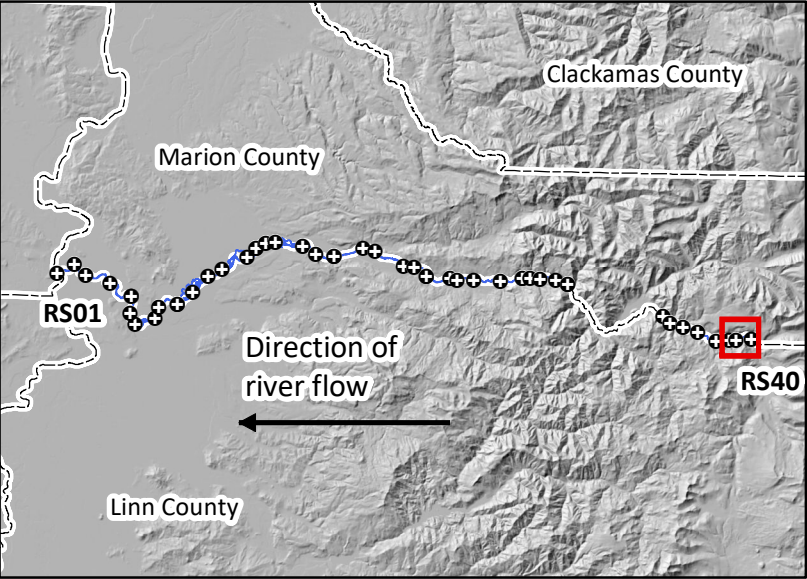 Clackamas County
Marion County
RS01
Direction of
river flow
RS40
Linn County